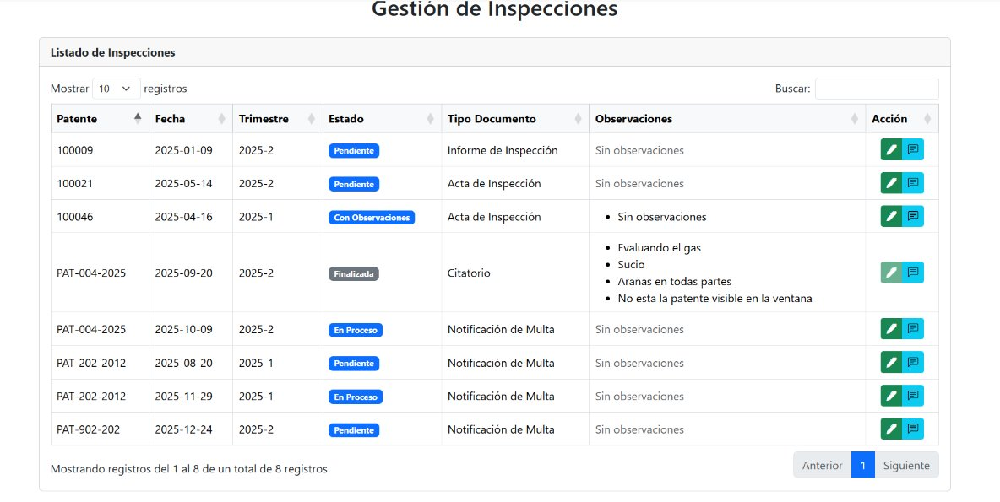 Gestión de Inspecciones
Listado de Inspecciones
Mostrar 10 registros
Buscar:
Patente Fecha Trimestre Estado Tipo Documento Observaciones Acción
100009 2025-01-09 2025-2 Pendiente Informe de Inspección Sin observaciones
100021 2025-05-14 2025-2 Pendiente Acta de Inspección Sin observaciones
100046 2025-04-16 2025-1 Con Observaciones Acta de Inspección • Sin observaciones
PAT-004-2025 2025-09-20 2025-2 Finalizada Citatorio • Evaluando el gas
• Sucio
• Arañas en todas partes
• No esta la patente visible en la ventana
PAT-004-2025 2025-10-09 2025-2 En Proceso Notificación de Multa Sin observaciones
PAT-202-2012 2025-08-20 2025-1 Pendiente Notificación de Multa Sin observaciones
PAT-202-2012 2025-11-29 2025-1 En Proceso Notificación de Multa Sin observaciones
PAT-902-202 2025-12-24 2025-2 Pendiente Notificación de Multa Sin observaciones
Mostrando registros del 1 al 8 de un total de 8 registros
Anterior 1 Siguiente